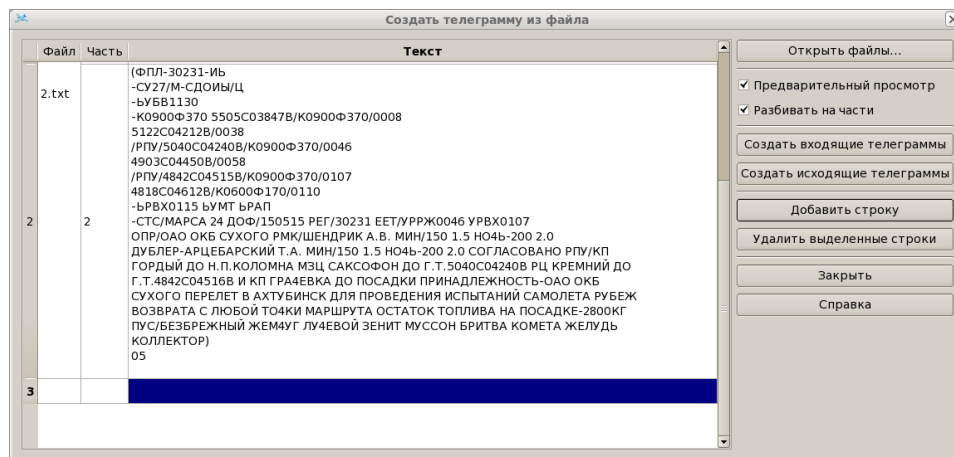 Создать телеграмму из файла
Файл Часть Текст
2.txt
2 2
(ФПЛ-30231-ИЬ
-СУ27/М-СДОИЫ/Ц
-ЬУБВ1130
-К0900Ф370 5505С03847В/К0900Ф370/0008
5122С04212В/0038
/РПУ/5040С04240В/К0900Ф370/0046
4903С04450В/0058
/РПУ/4842С04515В/К0900Ф370/0107
4818С04612В/К0600Ф170/0110
-ЬРВХ0115 ЬУМТ ЬРАП
-СТС/МАРСА 24 ДОФ/150515 РЕГ/30231 ЕЕТ/УРРЖ0046 УРВХ0107
ОПР/ОАО ОКБ СУХОГО РМК/ШЕНДРИК А.В. МИН/150 1.5 НО4Ь-200 2.0
ДУБЛЕР-АРЦЕБАРСКИЙ Т.А. МИН/150 1.5 НО4Ь-200 2.0 СОГЛАСОВАНО РПУ/КП
ГОРДЫЙ ДО Н.П.КОЛОМНА МЗЦ САКСОФОН ДО Г.Т.5040С04240В РЦ КРЕМНИЙ ДО
Г.Т.4842С04516В И КП ГРА4ЕВКА ДО ПОСАДКИ ПРИНАДЛЕЖНОСТЬ-ОАО ОКБ
СУХОГО ПЕРЕЛЕТ В АХТУБИНСК ДЛЯ ПРОВЕДЕНИЯ ИСПЫТАНИЙ САМОЛЕТА РУБЕЖ
ВОЗВРАТА С ЛЮБОЙ ТО4КИ МАРШРУТА ОСТАТОК ТОПЛИВА НА ПОСАДКЕ-2800КГ
ПУС/БЕЗБРЕЖНЫЙ ЖЕМ4УГ ЛУ4ЕВОЙ ЗЕНИТ МУССОН БРИТВА КОМЕТА ЖЕЛУДЬ
КОЛЛЕКТОР)
05
3
Открыть файлы...
Предварительный просмотр
Разбивать на части
Создать входящие телеграммы
Создать исходящие телеграммы
Добавить строку
Удалить выделенные строки
Закрыть
Справка